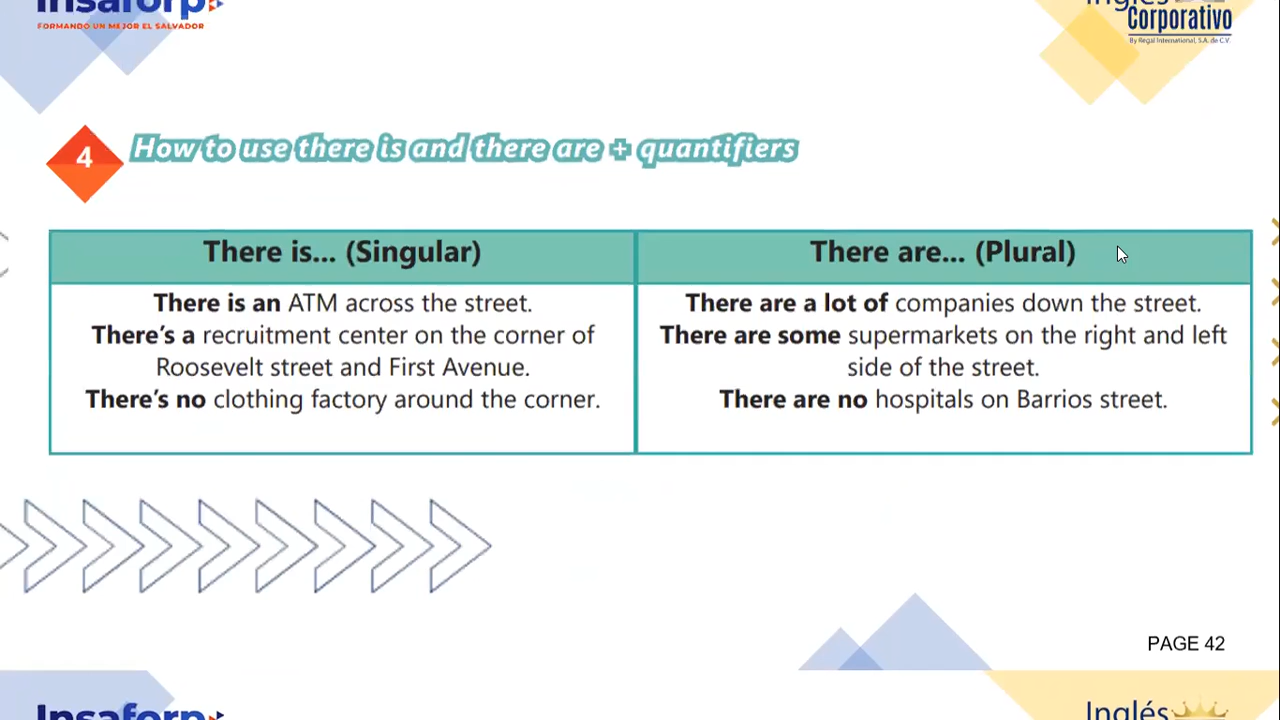 Insaforp
FORMANDO UN MEJOR EL SALVADOR
Inglés
Corporativo
By Regal International, S.A. de C.V.
4
How to use there is and there are + quantifiers
There is... (Singular)
There is an ATM across the street.
There's a recruitment center on the corner of
Roosevelt street and First Avenue.
There's no clothing factory around the corner.
There are... (Plural)
There are a lot of companies down the street.
There are some supermarkets on the right and left
side of the street.
There are no hospitals on Barrios street.
PAGE 42
Insaforp
Inglés